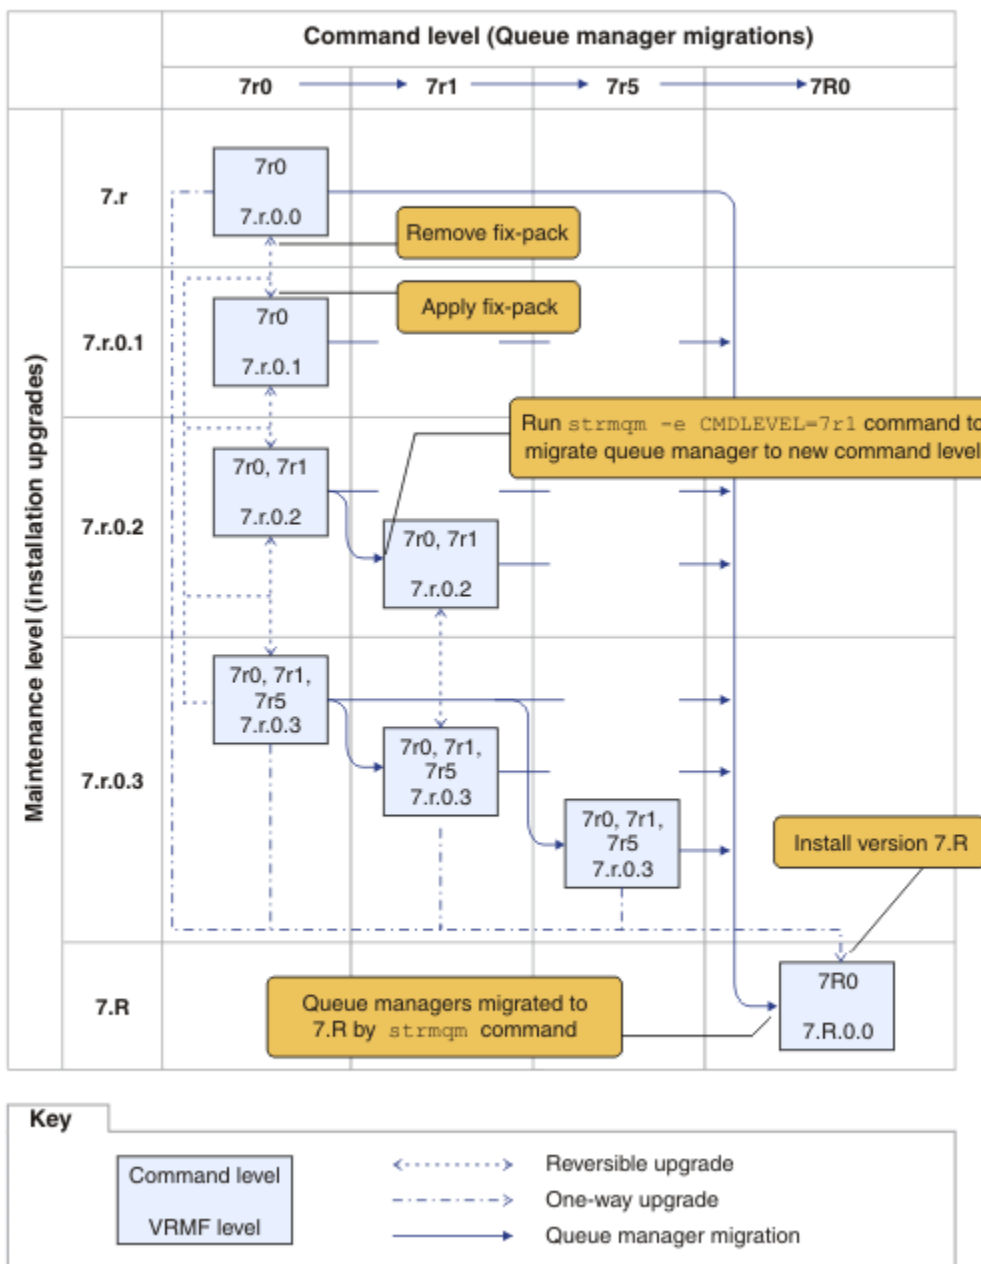 Command level (Queue manager migrations)
7r0
7r1
7r5
7R0
Maintenance level (installation upgrades)
7.r
7r0
7.r.0.0
Remove fix-pack
7.r.0.1
7r0
7.r.0.1
Apply fix-pack
Run strmqm -e CMDLEVEL=7r1 command to
migrate queue manager to new command level
7.r.0.2
7r0, 7r1
7.r.0.2
7r0, 7r1
7.r.0.2
7.r.0.3
7r0, 7r1,
7r5
7.r.0.3
7r0, 7r1,
7r5
7.r.0.3
7r0, 7r1,
7r5
7.r.0.3
Install version 7.R
7.R
Queue managers migrated to
7.R by strmqm command
7R0
7.R.0.0
Key
Command level
VRMF level
Reversible upgrade
One-way upgrade
Queue manager migration